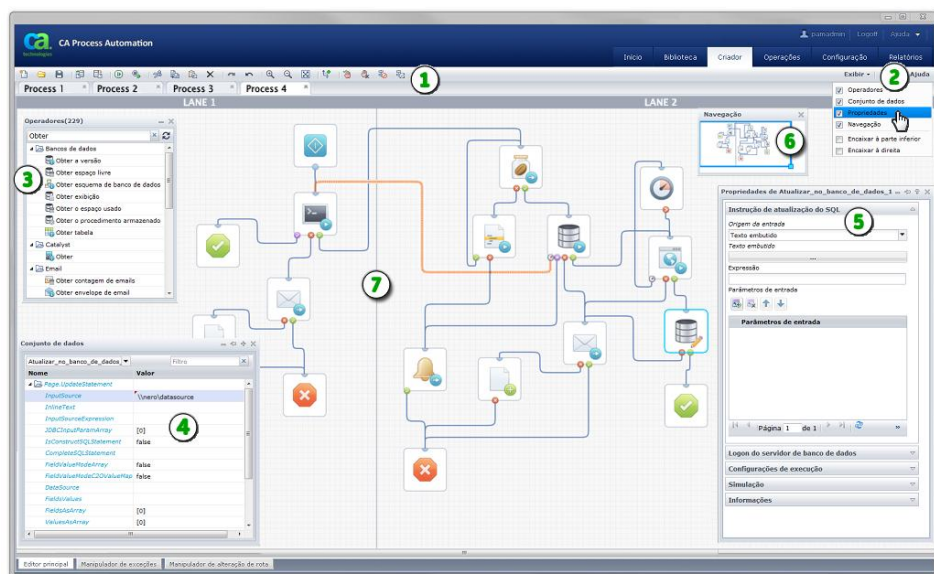 ca
technologies
CA Process Automation
pamadmin Logoff Ajuda
Início Biblioteca Criador Operações Configuração Relatórios
1
Exibir
2
Ajuda
Process 1 Process 2 Process 3 Process 4
LANE 1
LANE 2
Operadores
Conjunto de dados
Propriedades
Navegação
Encaixar à parte inferior
Encaixar à direita
Operadores(229)
Obter
Bancos de dados
Obter a versão
Obter espaço livre
Obter esquema de banco de dados
Obter exibição
Obter o espaço usado
Obter o procedimento armazenado
Obter tabela
Catalyst
Obter
Email
Obter contagem de emails
Obter envelope de email
3
Navegação
6
Propriedades de Atualizar_no_banco_de_dados_1
Instrução de atualização do SQL
5
Origem da entrada
Texto embutido
Texto embutido
...
Expressão
Parâmetros de entrada
Parâmetros de entrada
Página 1 de 1
Logon do servidor de banco de dados
Configurações de execução
Simulação
Informações
7
Conjunto de dados
Atualizar_no_banco_de_dados_ Filtro
Nome Valor
Page.UpdateStatement
InputSource \\nero\datasource
InlineText
InputSourceExpression
JDBCInputParamArray [0]
IsConstructSQLStatement false
CompleteSQLStatement
FieldValueModeArray false
FieldValueModeC2OValueMap false
DataSource
FieldsValues
FieldsAsArray [0]
ValuesAsArray [0]
4
Editor principal Manipulador de exceções Manipulador de alteração de rota